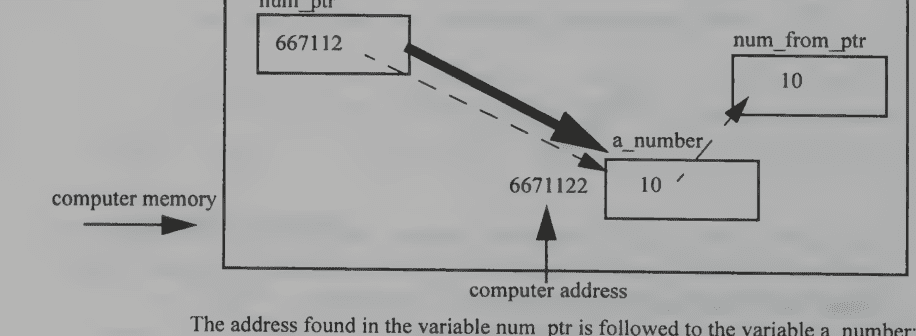 num_ptr
667112
num_from_ptr
10
a_number
6671122
10
computer memory
computer address
The address found in the variable num_ptr is followed to the variable a_number;